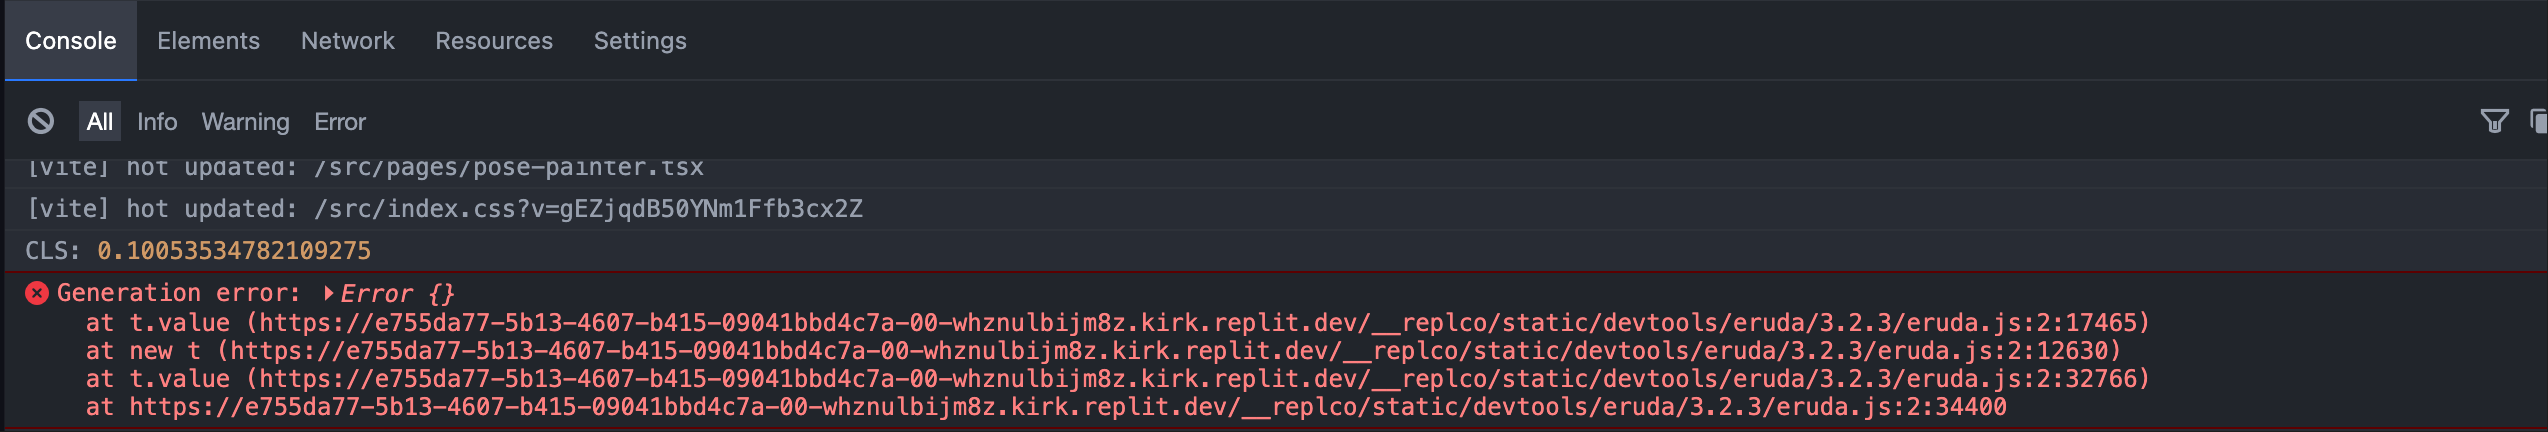 Console Elements Network Resources Settings
All Info Warning Error
[vite] hot updated: /src/pages/pose-painter.tsx
[vite] hot updated: /src/index.css?v=gEZjqdB50YNm1Ffb3cx2Z
CLS: 0.10053534782109275
Generation error: ▶Error {}
at t.value (https://e755da77-5b13-4607-b415-09041bbd4c7a-00-whznulbijm8z.kirk.replit.dev/__replco/static/devtools/eruda/3.2.3/eruda.js:2:17465)
at new t (https://e755da77-5b13-4607-b415-09041bbd4c7a-00-whznulbijm8z.kirk.replit.dev/__replco/static/devtools/eruda/3.2.3/eruda.js:2:12630)
at t.value (https://e755da77-5b13-4607-b415-09041bbd4c7a-00-whznulbijm8z.kirk.replit.dev/__replco/static/devtools/eruda/3.2.3/eruda.js:2:32766)
at https://e755da77-5b13-4607-b415-09041bbd4c7a-00-whznulbijm8z.kirk.replit.dev/__replco/static/devtools/eruda/3.2.3/eruda.js:2:34400